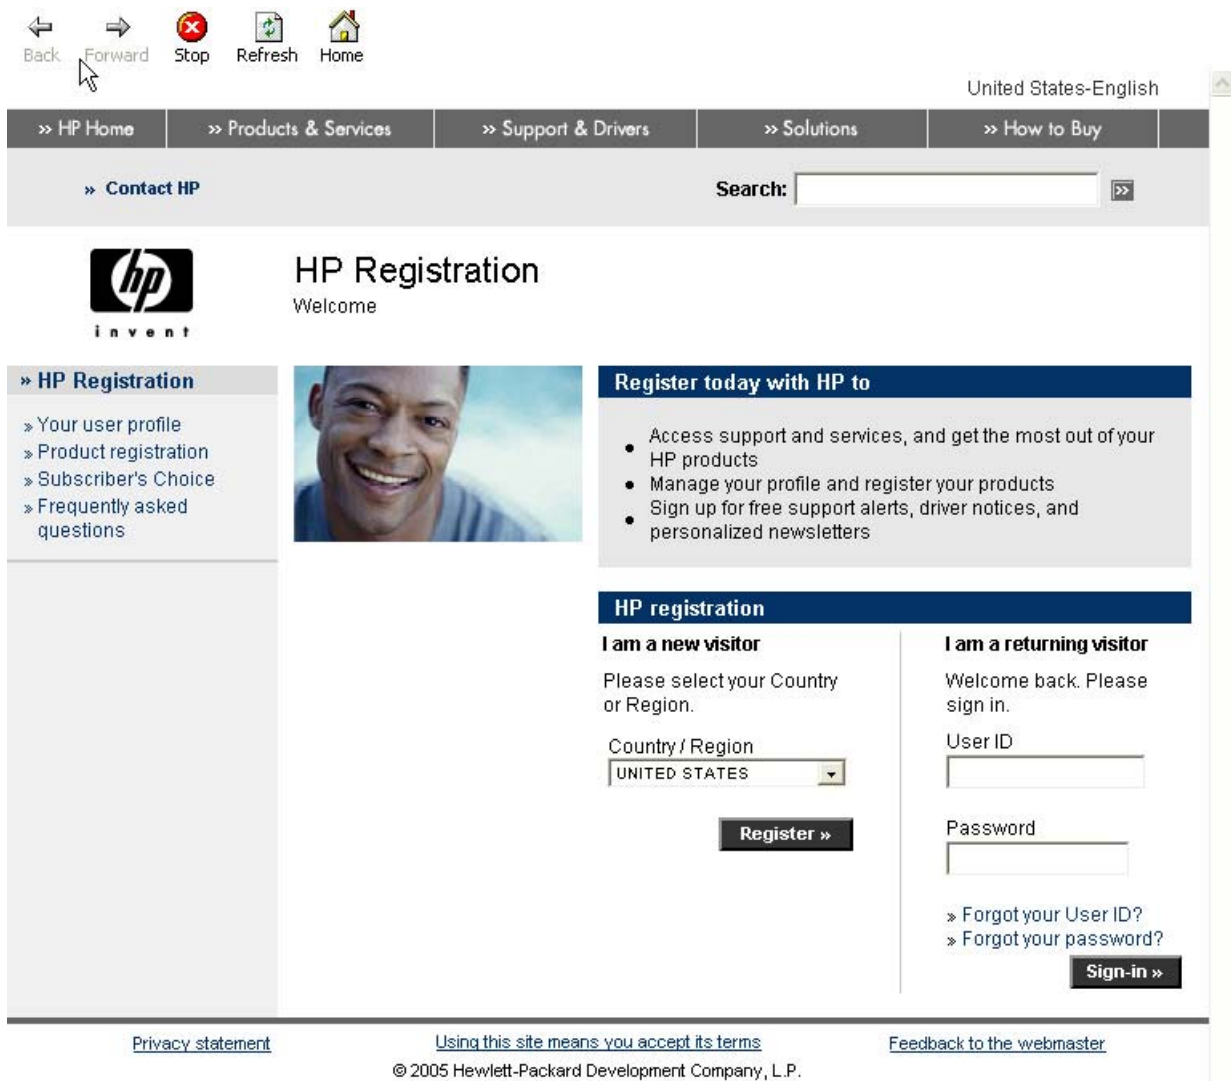 Back Forward Stop Refresh Home
United States-English
» HP Home » Products & Services » Support & Drivers » Solutions » How to Buy
» Contact HP Search: »
hp
invent
HP Registration
Welcome
» HP Registration
» Your user profile
» Product registration
» Subscriber's Choice
» Frequently asked
questions
Register today with HP to
• Access support and services, and get the most out of your
HP products
• Manage your profile and register your products
• Sign up for free support alerts, driver notices, and
personalized newsletters
HP registration
I am a new visitor
Please select your Country
or Region.
Country / Region
UNITED STATES
Register »
I am a returning visitor
Welcome back. Please
sign in.
User ID
Password
» Forgot your User ID?
» Forgot your password?
Sign-in »
Privacy statement Using this site means you accept its terms Feedback to the webmaster
© 2005 Hewlett-Packard Development Company, L.P.